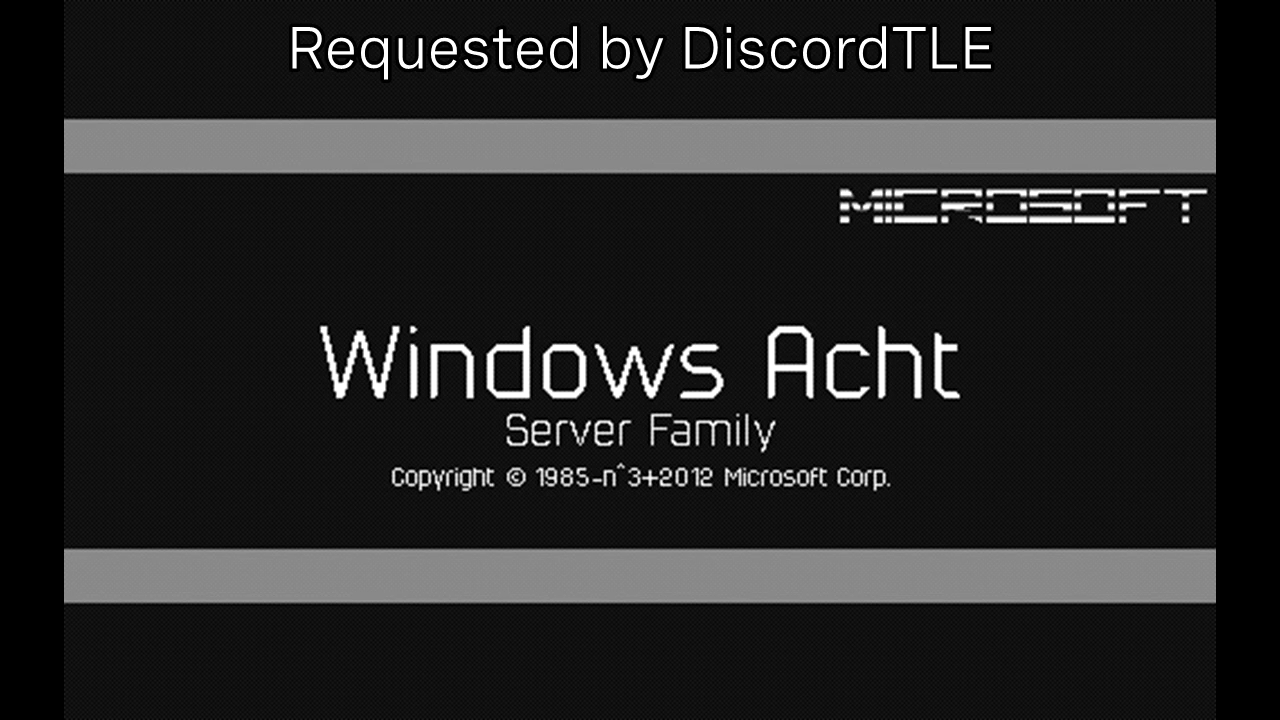 Requested by DiscordTLE
MICROSOFT
Windows Acht
Server Family
Copyright © 1985-n^3+2012 Microsoft Corp.